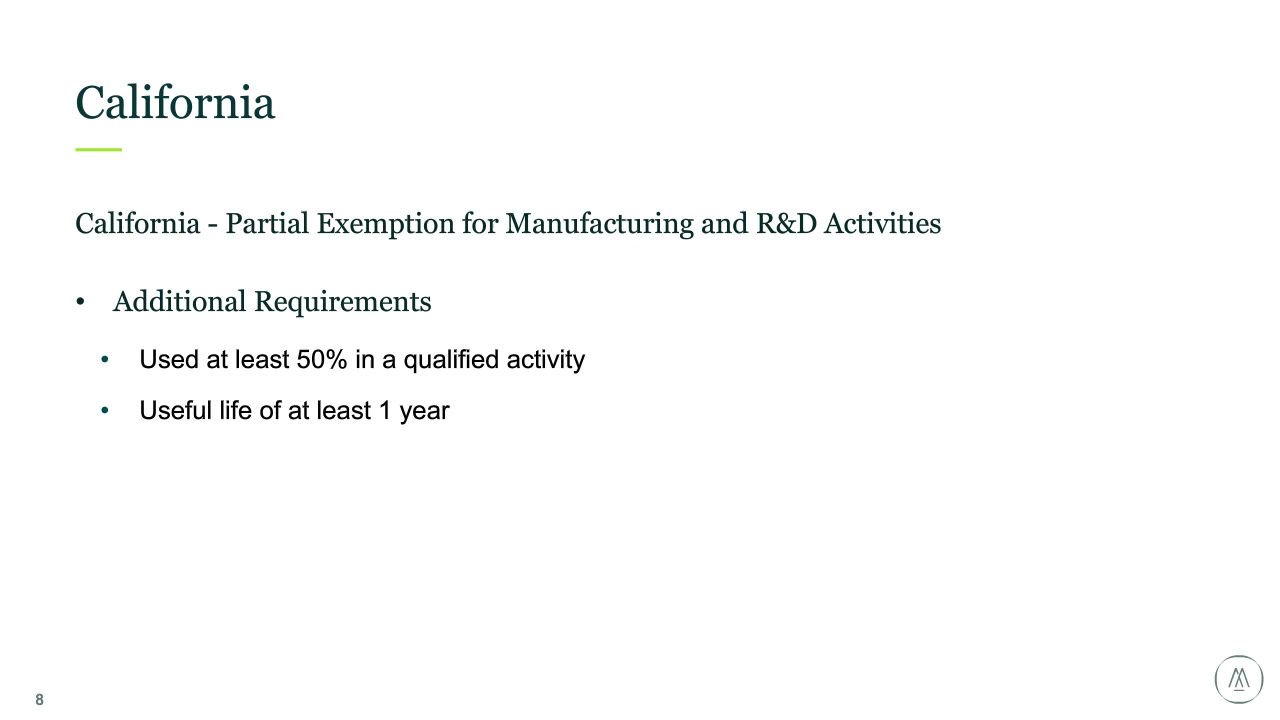 California
California - Partial Exemption for Manufacturing and R&D Activities
• Additional Requirements
• Used at least 50% in a qualified activity
• Useful life of at least 1 year
8